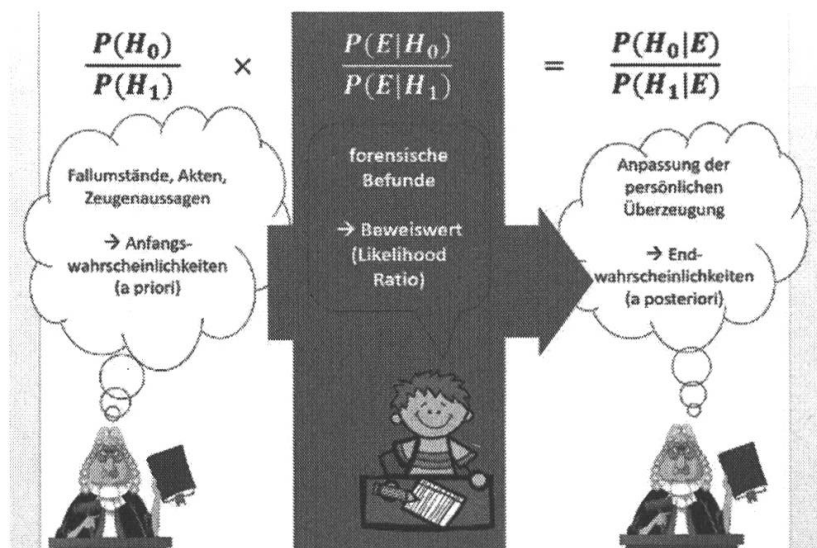 P(H₀) / P(H₁) × P(E|H₀) / P(E|H₁) = P(H₀|E) / P(H₁|E)
Fallumstände, Akten,
Zeugenaussagen
→ Anfangs-
wahrscheinlichkeiten
(a priori)
forensische
Befunde
→ Beweiswert
(Likelihood
Ratio)
Anpassung der
persönlichen
Überzeugung
→ End-
wahrscheinlichkeiten
(a posteriori)